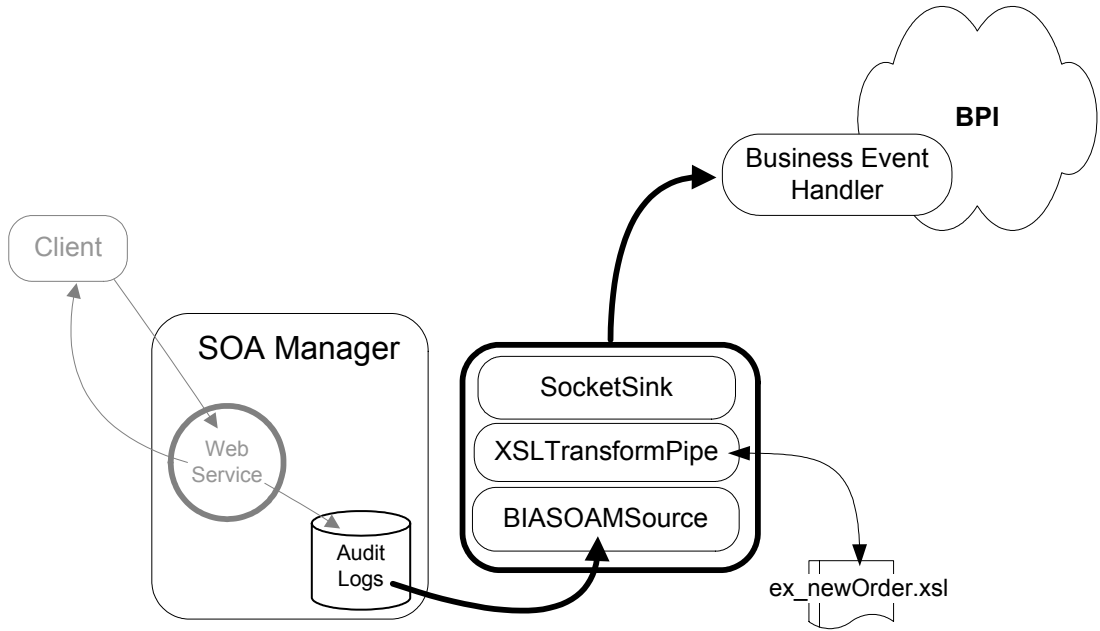 BPI
Business Event
Handler
Client
SOA Manager
SocketSink
Web
Service
XSLTransformPipe
BIASOAMSource
Audit
Logs
ex_newOrder.xsl